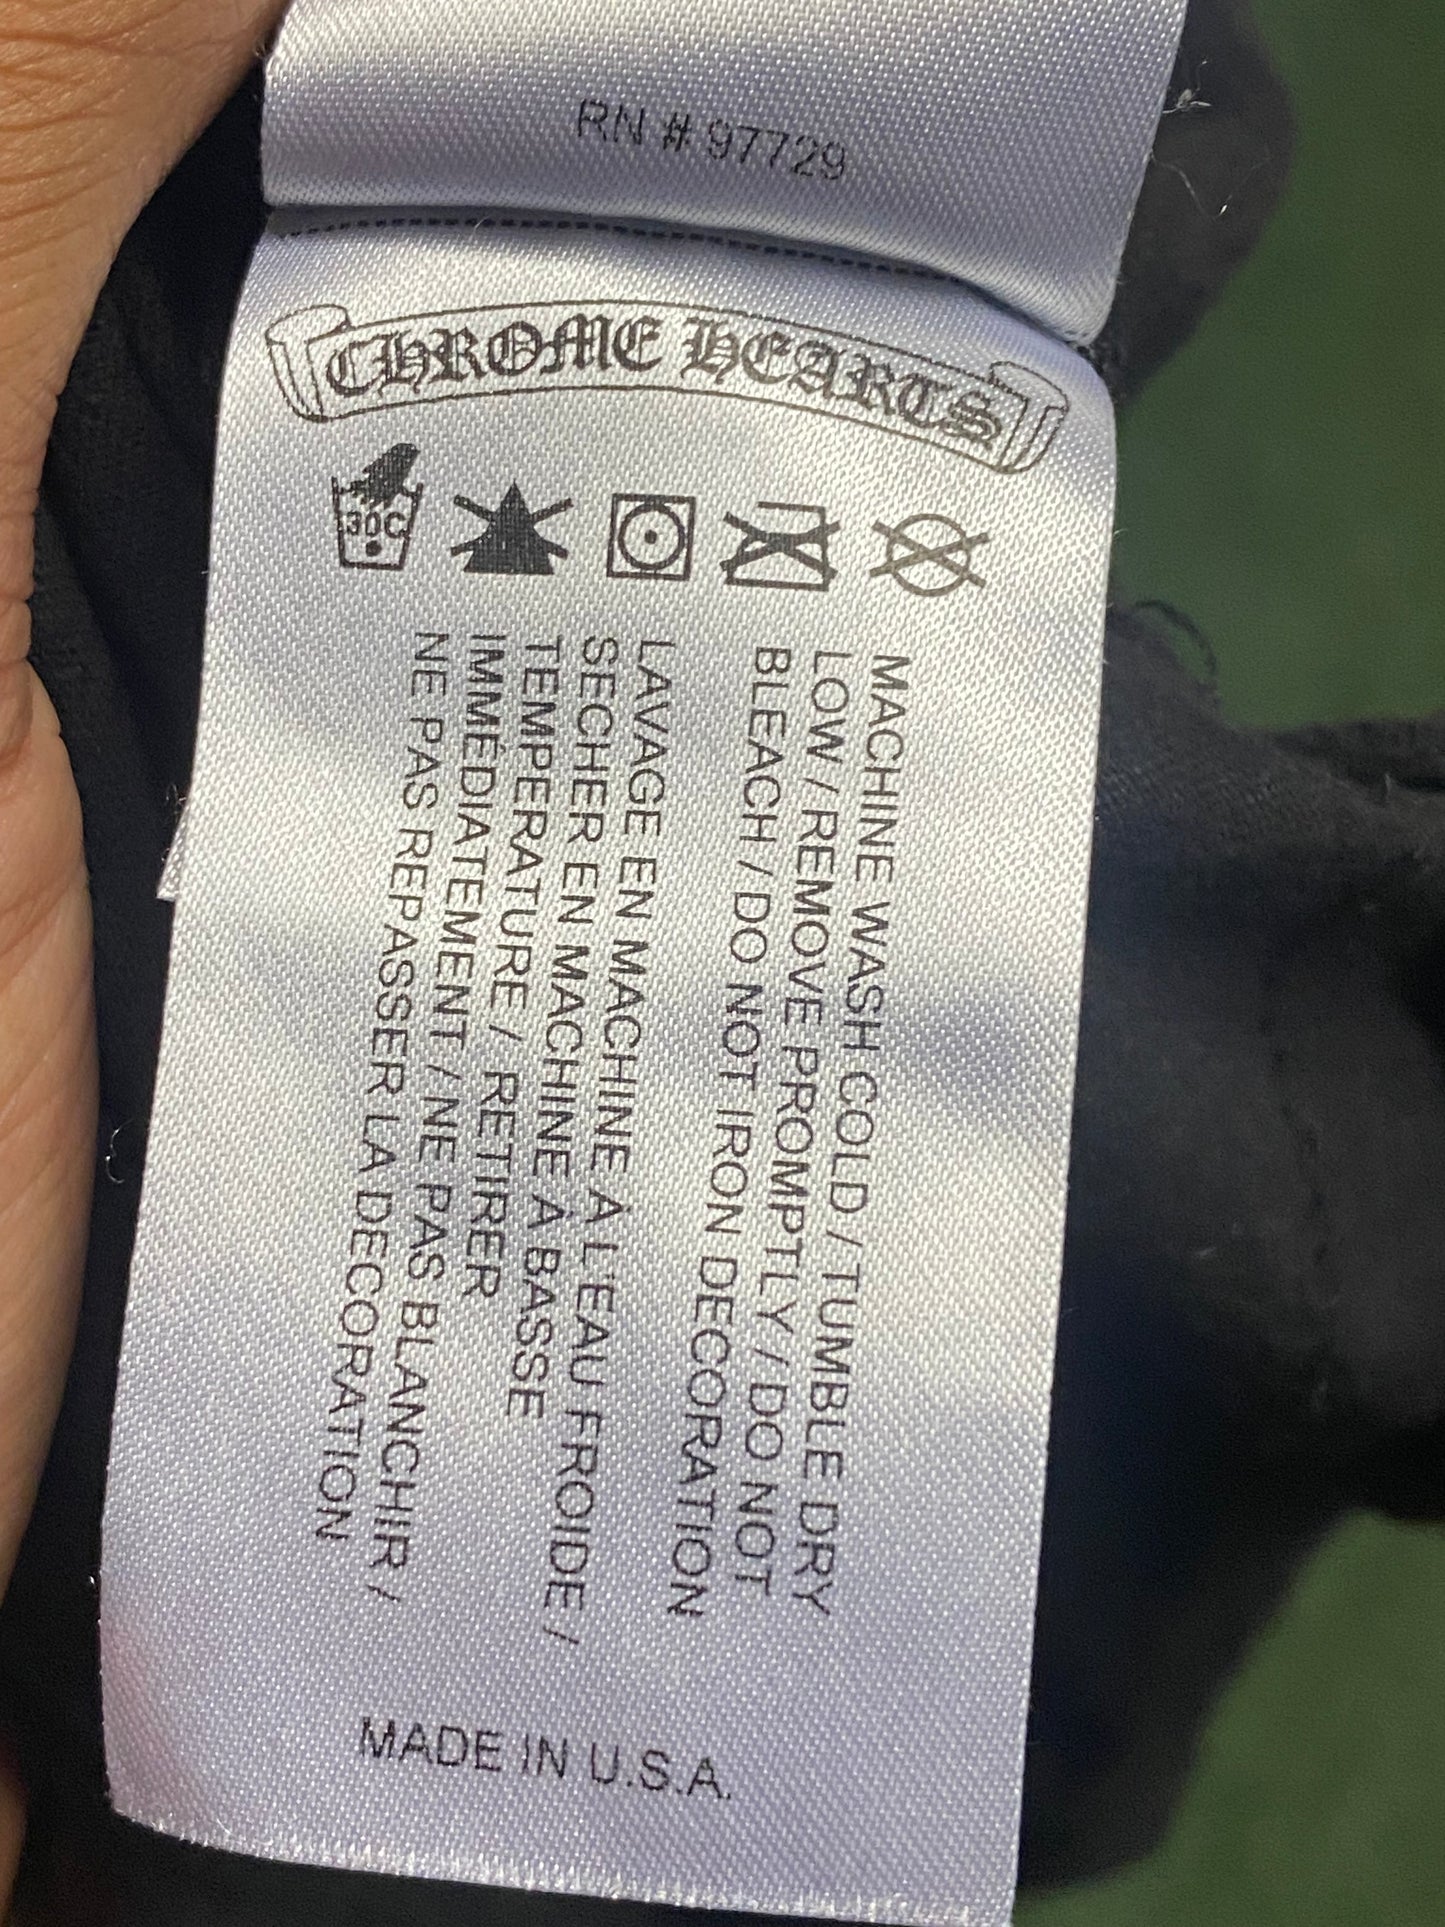 RN # 97729
CHROME HEARTS
30C
MACHINE WASH COLD / TUMBLE DRY
LOW / REMOVE PROMPTLY / DO NOT
BLEACH / DO NOT IRON DECORATION
LAVAGE EN MACHINE A L'EAU FROIDE /
SECHER EN MACHINE À BASSE
TEMPERATURE / RETIRER
IMMÉDIATEMENT / NE PAS BLANCHIR /
NE PAS REPASSER LA DECORATION
MADE IN U.S.A.